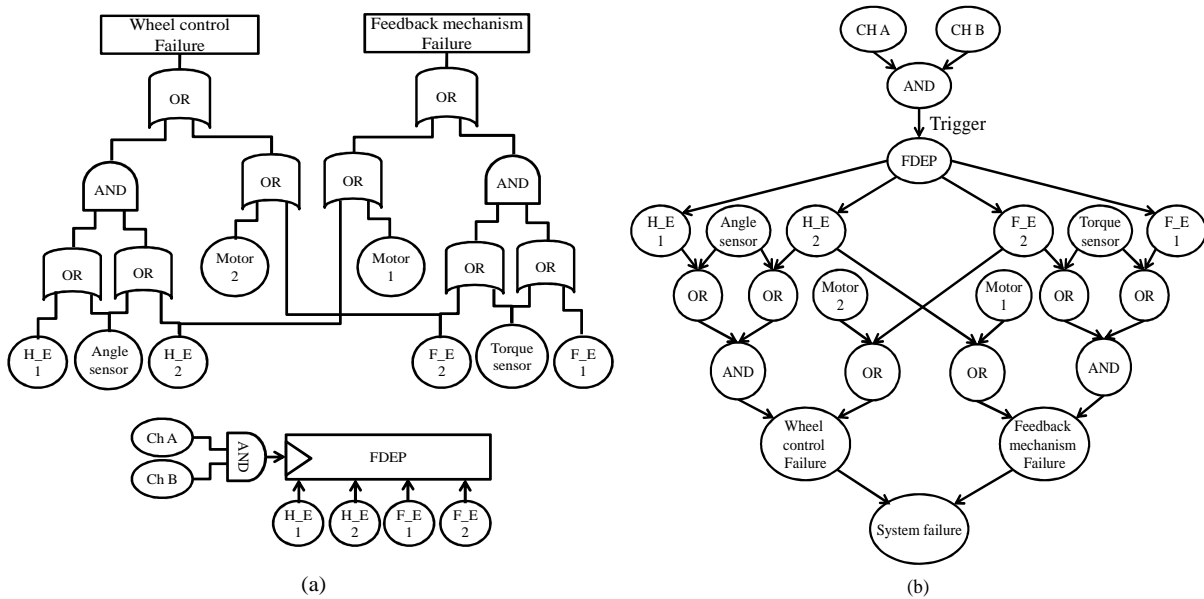 Wheel control
Failure
Feedback mechanism
Failure
OR
OR
AND
OR
OR
AND
OR
OR
Motor
2
Motor
1
OR
OR
H_E
1
Angle
sensor
H_E
2
F_E
2
Torque
sensor
F_E
1
Ch A
Ch B
AND
FDEP
H_E
1
H_E
2
F_E
1
F_E
2
(a)
CH A
CH B
AND
Trigger
FDEP
H_E
1
Angle
sensor
H_E
2
F_E
2
Torque
sensor
F_E
1
OR
OR
Motor
2
Motor
1
OR
OR
AND
OR
OR
AND
Wheel
control
Failure
Feedback
mechanism
Failure
System failure
(b)